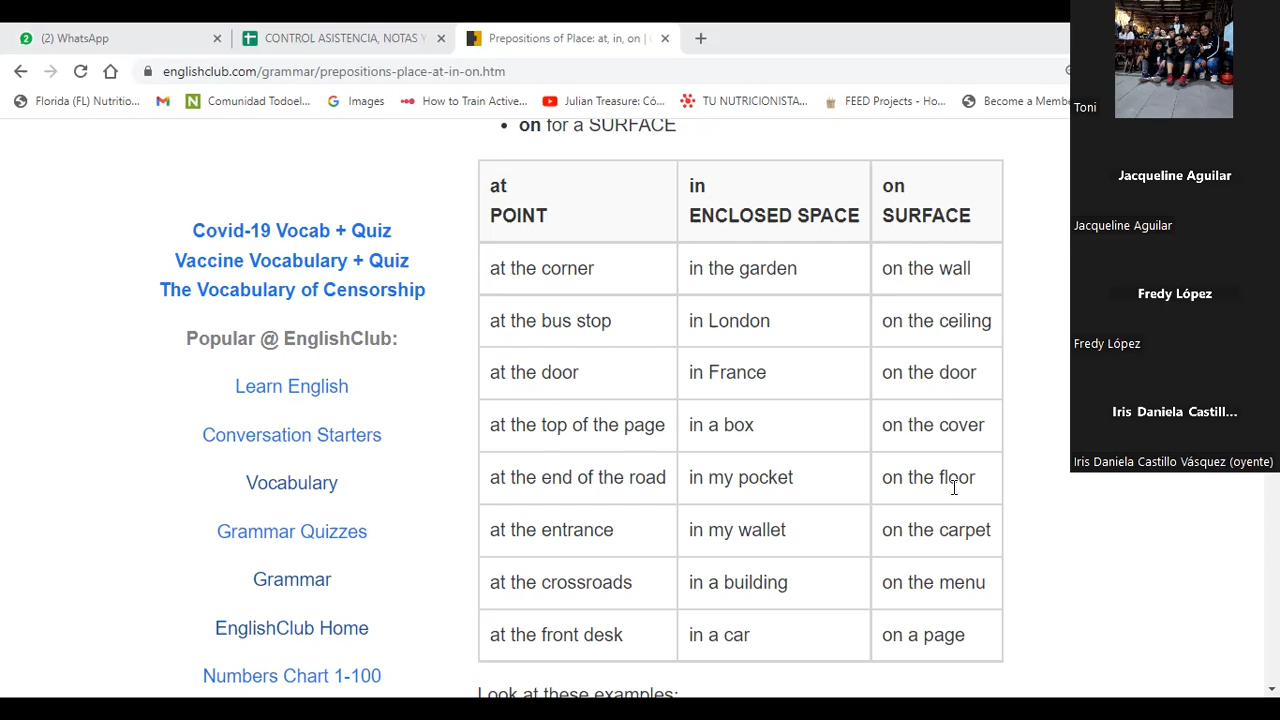 (2) WhatsApp
CONTROL ASISTENCIA, NOTAS Y
Prepositions of Place: at, in, on |
englishclub.com/grammar/prepositions-place-at-in-on.htm
Florida (FL) Nutritio...
Comunidad Todoel...
Images
How to Train Active...
Julian Treasure: Có...
TU NUTRICIONISTA...
FEED Projects - Ho...
Become a Membe
• on for a SURFACE
at in on
POINT ENCLOSED SPACE SURFACE
at the corner in the garden on the wall
at the bus stop in London on the ceiling
at the door in France on the door
at the top of the page in a box on the cover
at the end of the road in my pocket on the floor
at the entrance in my wallet on the carpet
at the crossroads in a building on the menu
at the front desk in a car on a page
Look at these examples:
Covid-19 Vocab + Quiz
Vaccine Vocabulary + Quiz
The Vocabulary of Censorship
Popular @ EnglishClub:
Learn English
Conversation Starters
Vocabulary
Grammar Quizzes
Grammar
EnglishClub Home
Numbers Chart 1-100
Toni
Jacqueline Aguilar
Jacqueline Aguilar
Fredy López
Fredy López
Iris Daniela Castill...
Iris Daniela Castillo Vásquez (oyente)